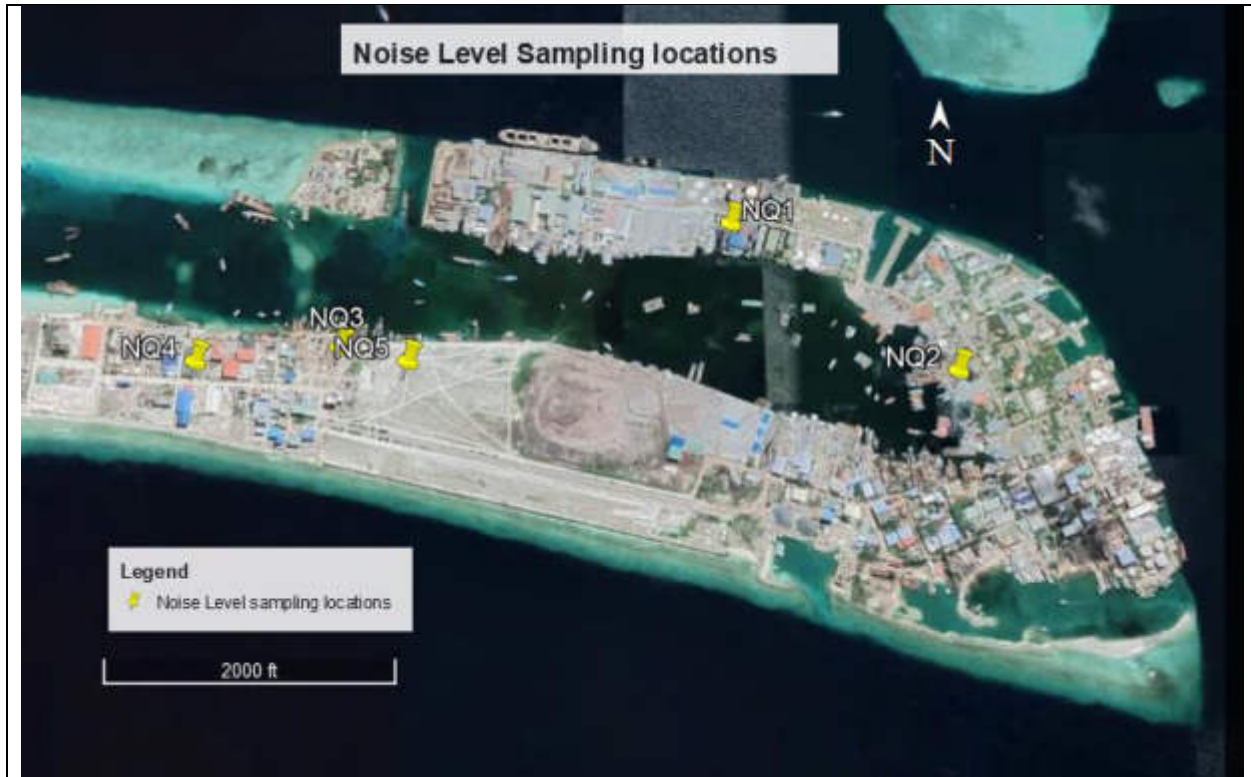 Noise Level Sampling locations
N
NQ1
NQ3
NQ4
NQ5
NQ2
Legend
Noise Level sampling locations
2000 ft